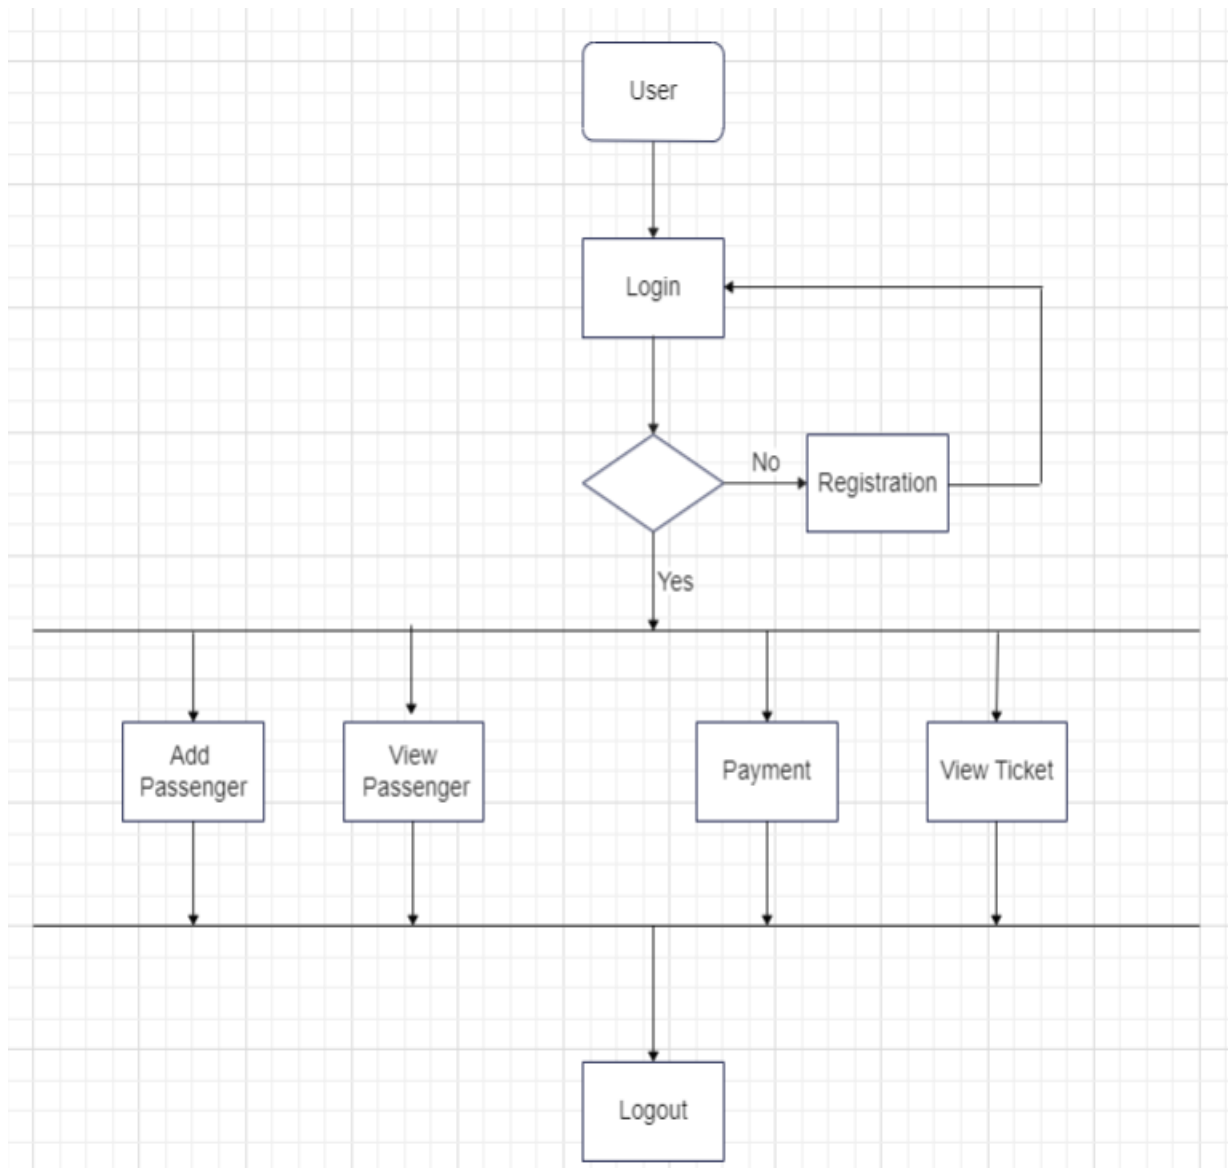 User
Login
No
Registration
Yes
Add
Passenger
View
Passenger
Payment
View Ticket
Logout